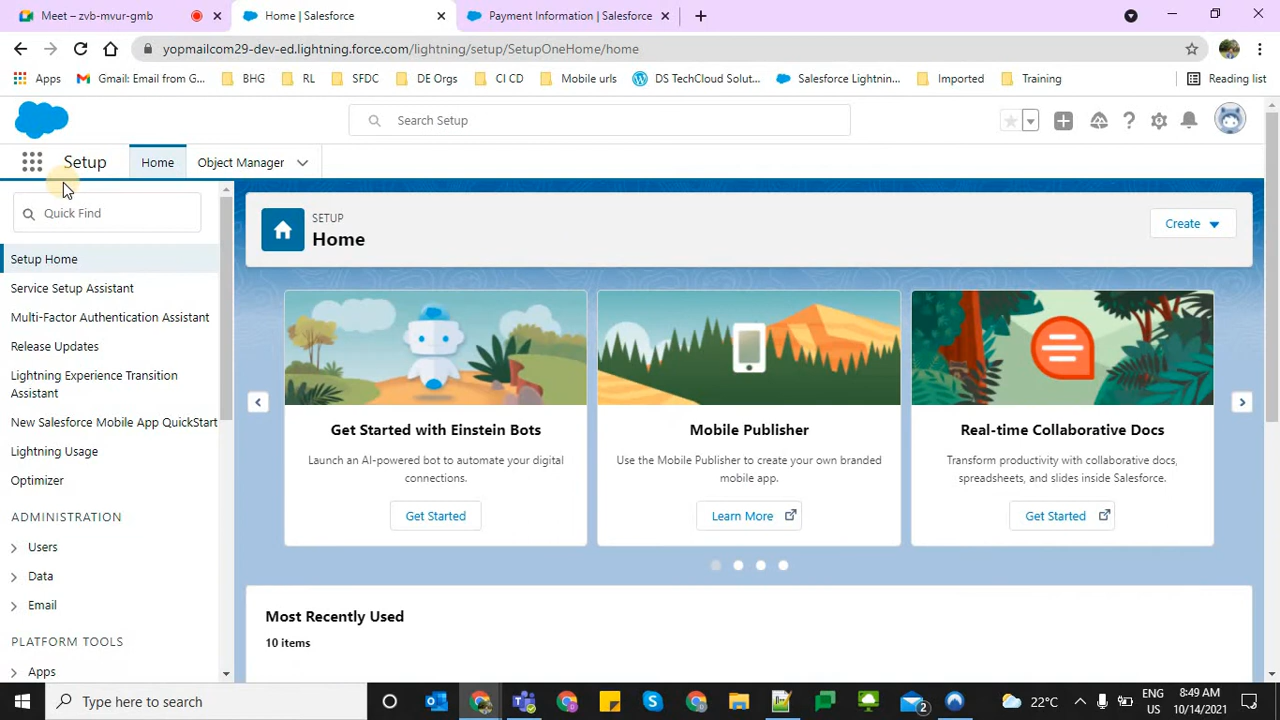 Meet – zvb-mvur-gmb
Home | Salesforce
Payment Information | Salesforce
yopmailcom29-dev-ed.lightning.force.com/lightning/setup/SetupOneHome/home
Apps
Gmail: Email from G...
BHG
RL
SFDC
DE Orgs
CI CD
Mobile urls
DS TechCloud Solut...
Salesforce Lightnin...
Imported
Training
Reading list
Search Setup
Setup
Home
Object Manager
Quick Find
Setup Home
Service Setup Assistant
Multi-Factor Authentication Assistant
Release Updates
Lightning Experience Transition
Assistant
New Salesforce Mobile App QuickStart
Lightning Usage
Optimizer
ADMINISTRATION
Users
Data
Email
PLATFORM TOOLS
Apps
SETUP
Home
Create
Get Started with Einstein Bots
Launch an AI-powered bot to automate your digital
connections.
Get Started
Mobile Publisher
Use the Mobile Publisher to create your own branded
mobile app.
Learn More
Real-time Collaborative Docs
Transform productivity with collaborative docs,
spreadsheets, and slides inside Salesforce.
Get Started
Most Recently Used
10 items
Type here to search
2
22°C
ENG
US
8:49 AM
10/14/2021